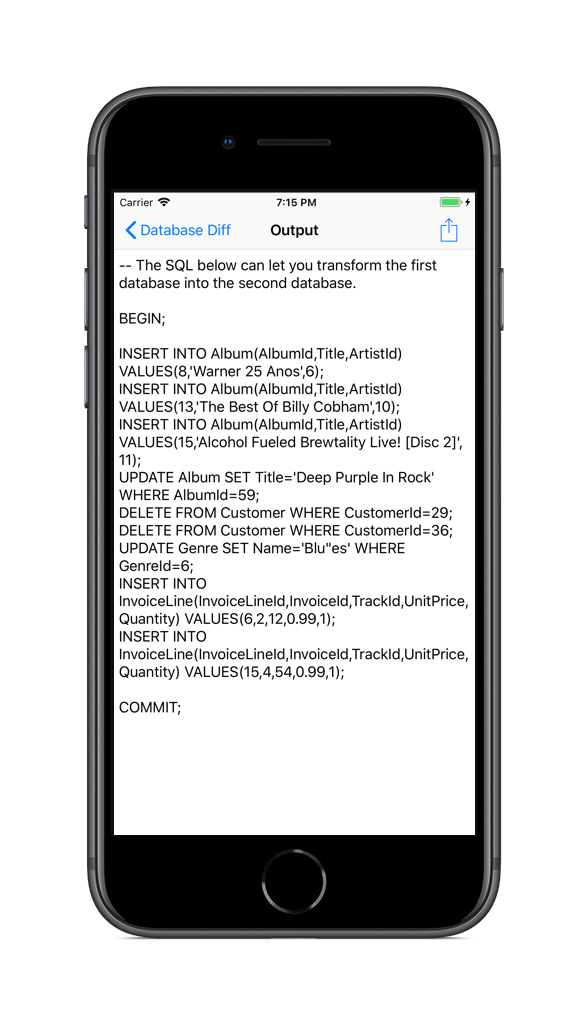 Carrier 7:15 PM
Database Diff Output
-- The SQL below can let you transform the first
database into the second database.
BEGIN;
INSERT INTO Album(AlbumId,Title,ArtistId)
VALUES(8,'Warner 25 Anos',6);
INSERT INTO Album(AlbumId,Title,ArtistId)
VALUES(13,'The Best Of Billy Cobham',10);
INSERT INTO Album(AlbumId,Title,ArtistId)
VALUES(15,'Alcohol Fueled Brewtality Live! [Disc 2]',
11);
UPDATE Album SET Title='Deep Purple In Rock'
WHERE AlbumId=59;
DELETE FROM Customer WHERE CustomerId=29;
DELETE FROM Customer WHERE CustomerId=36;
UPDATE Genre SET Name='Blu"es' WHERE
GenreId=6;
INSERT INTO
InvoiceLine(InvoiceLineId,InvoiceId,TrackId,UnitPrice,
Quantity) VALUES(6,2,12,0.99,1);
INSERT INTO
InvoiceLine(InvoiceLineId,InvoiceId,TrackId,UnitPrice,
Quantity) VALUES(15,4,54,0.99,1);
COMMIT;